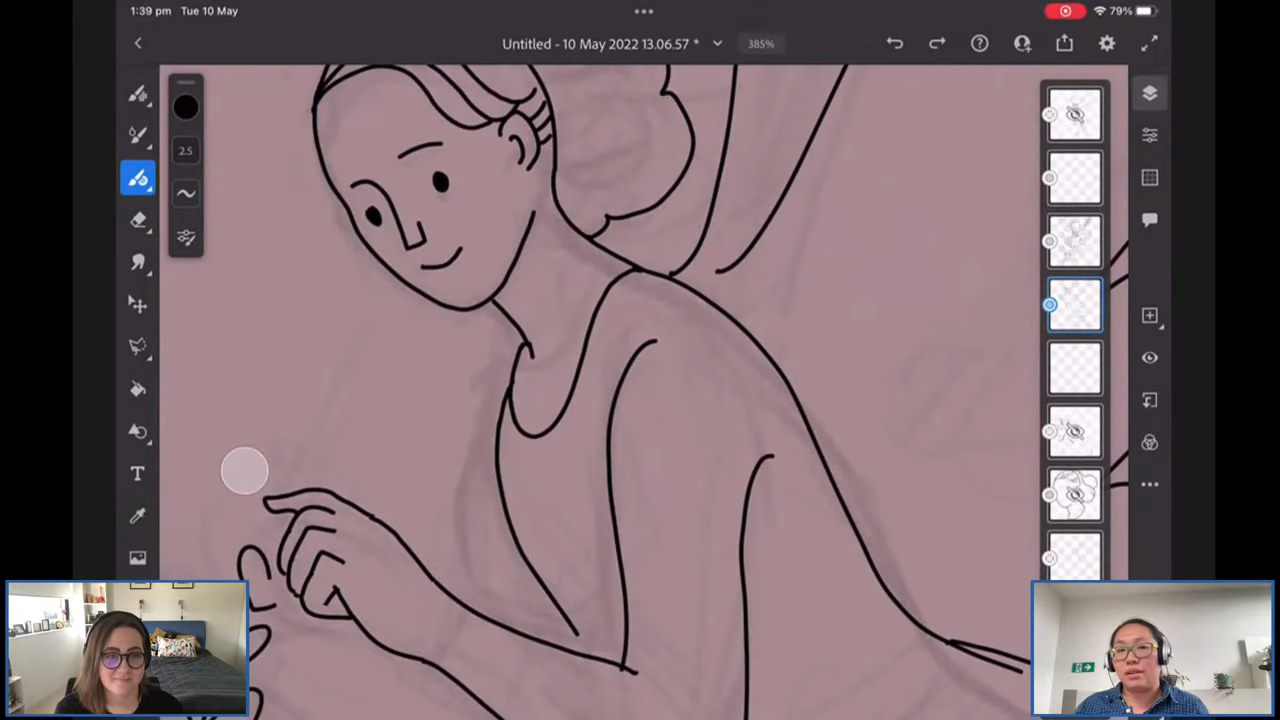 1:39 pm Tue 10 May
79%
Untitled - 10 May 2022 13.06.57 *
385%
2.5
T